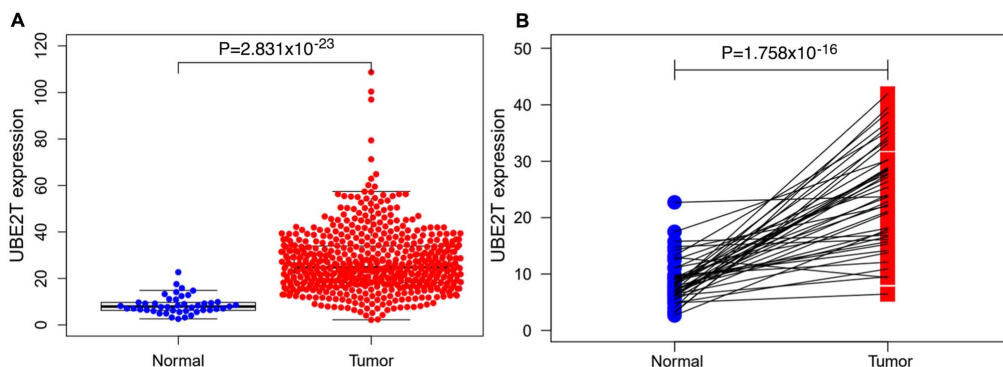 A
P=2.831x10⁻²³
UBE2T expression
120
100
80
60
40
20
0
Normal Tumor
B
P=1.758x10⁻¹⁶
UBE2T expression
50
40
30
20
10
0
Normal Tumor